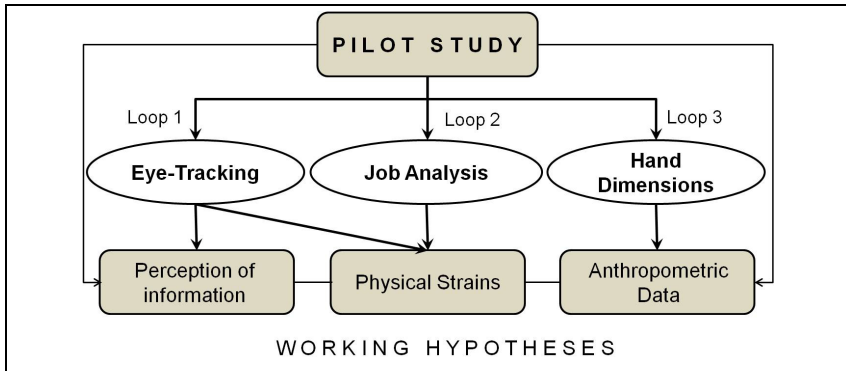 PILOT STUDY
Loop 1
Loop 2
Loop 3
Eye-Tracking
Job Analysis
Hand
Dimensions
Perception of
information
Physical Strains
Anthropometric
Data
WORKING HYPOTHESES